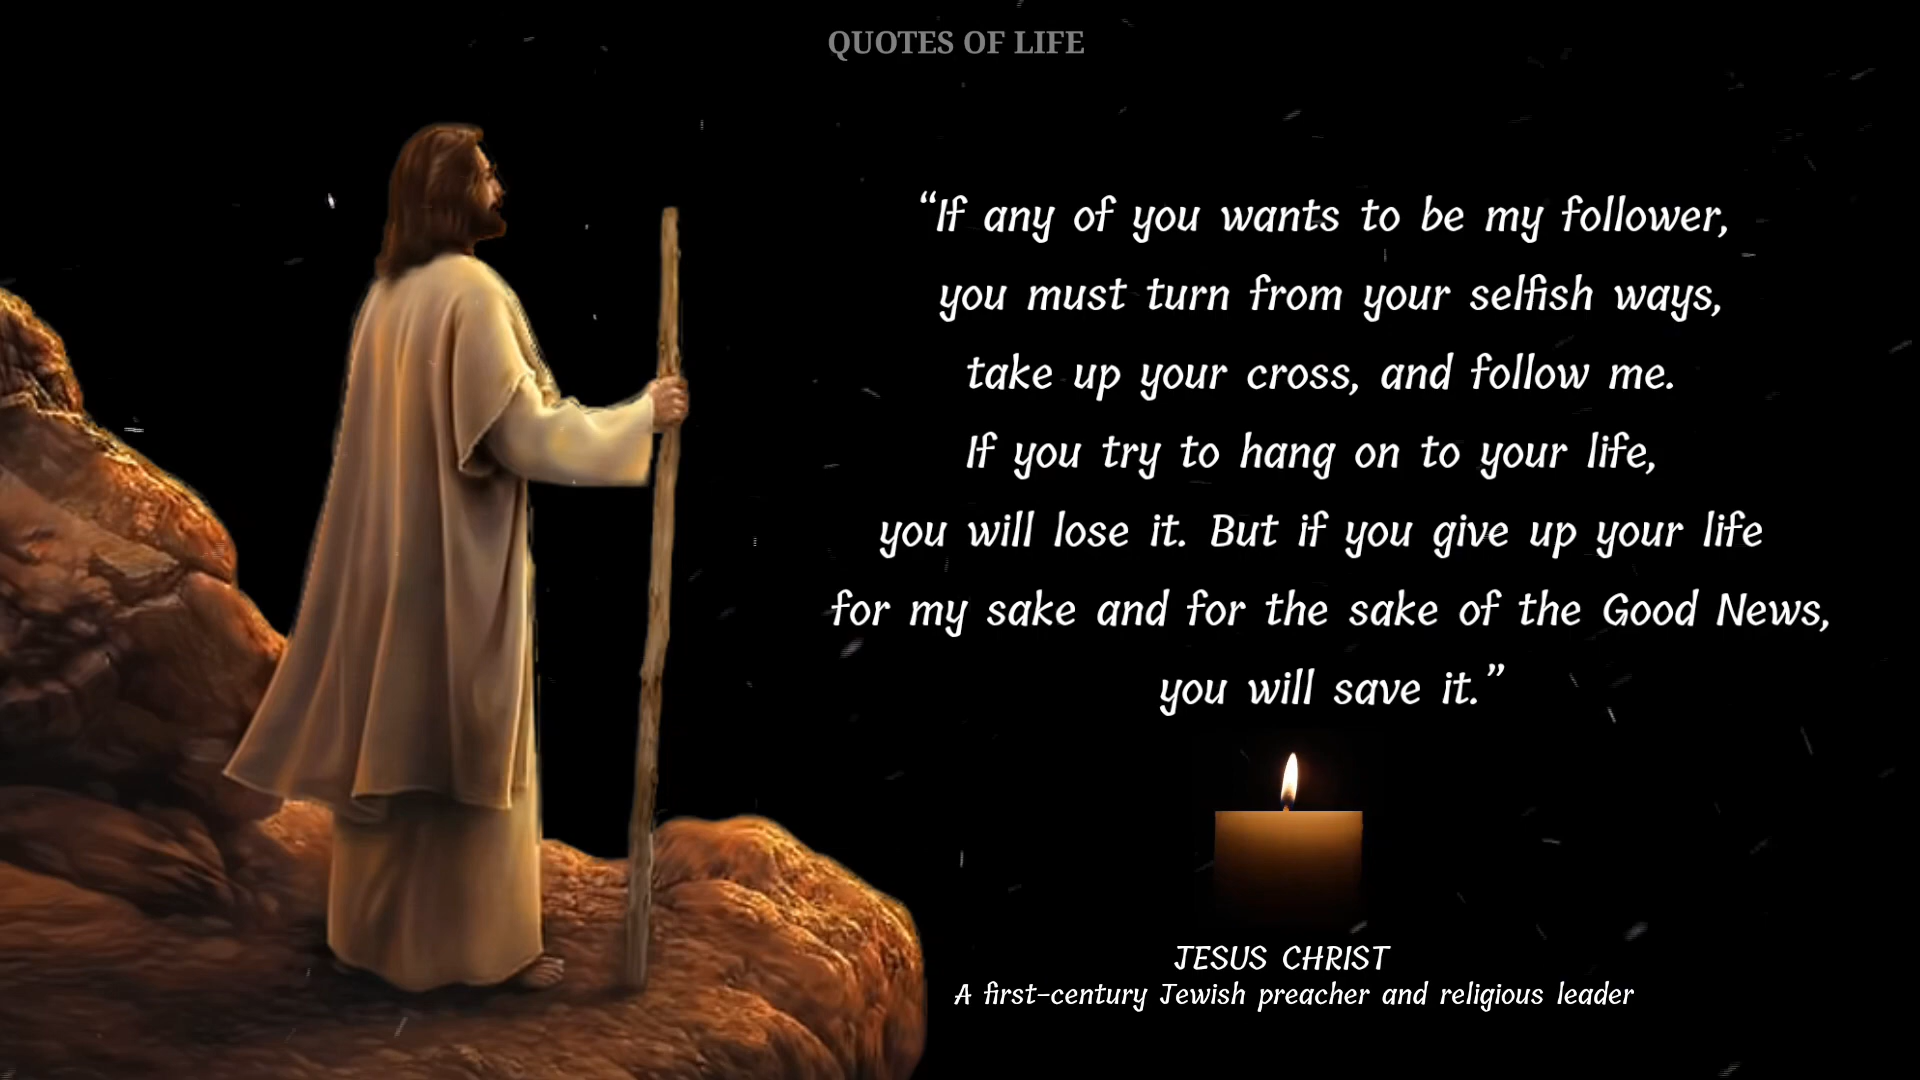 QUOTES OF LIFE
“If any of you wants to be my follower,
you must turn from your selfish ways,
take up your cross, and follow me.
If you try to hang on to your life,
you will lose it. But if you give up your life
for my sake and for the sake of the Good News,
you will save it.”
JESUS CHRIST
A first-century Jewish preacher and religious leader